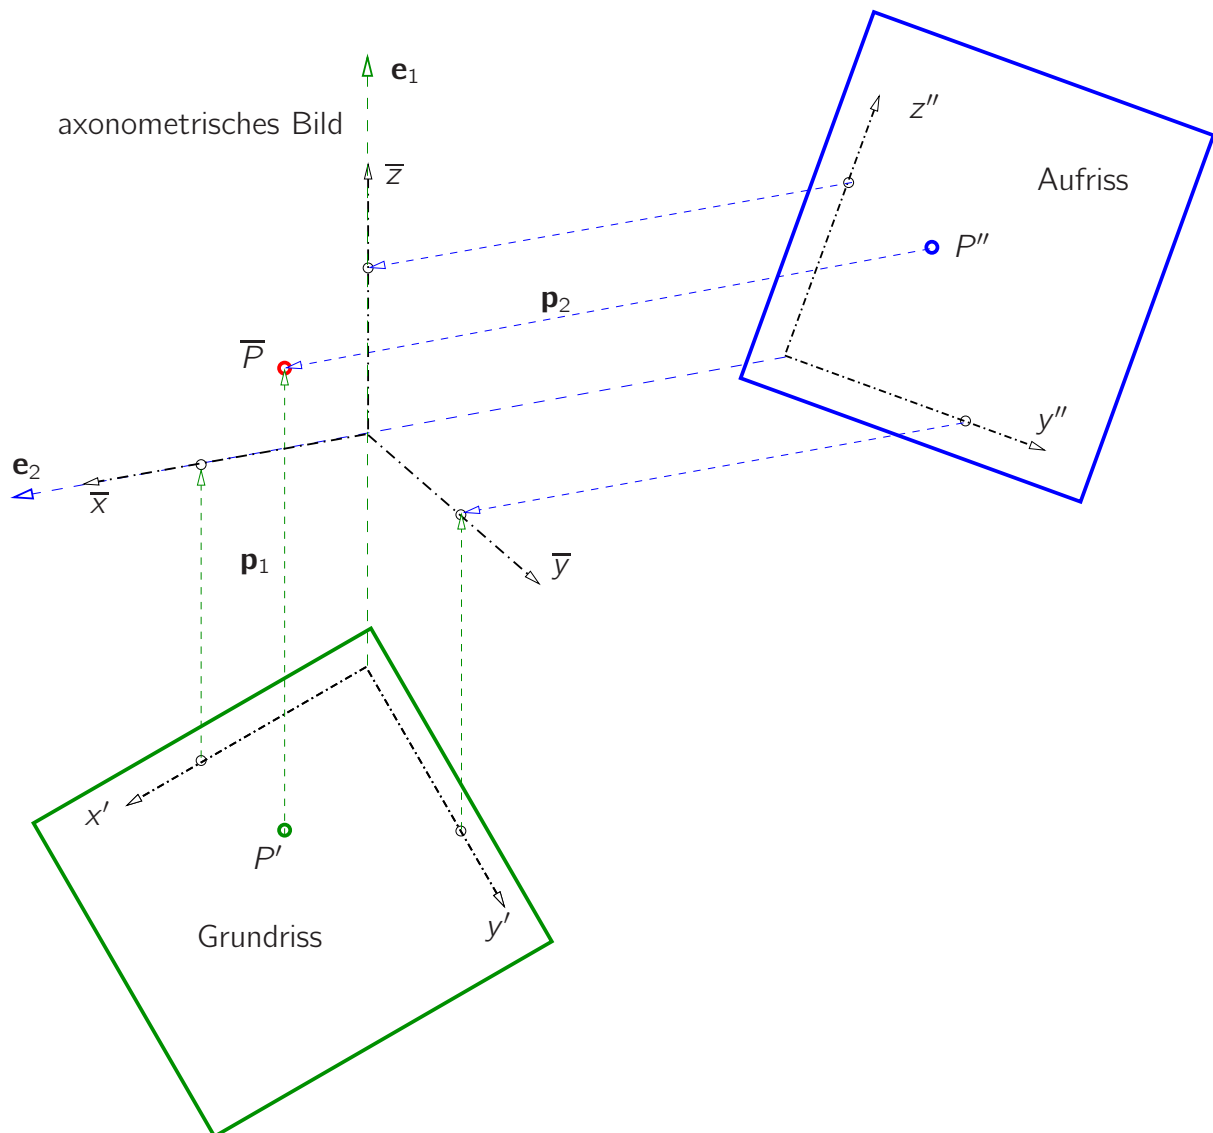 e₁
axonometrisches Bild
z̅
z″
Aufriss
P″
p₂
P̅
y″
e₂
x̅
p₁
y̅
x′
P′
y′
Grundriss